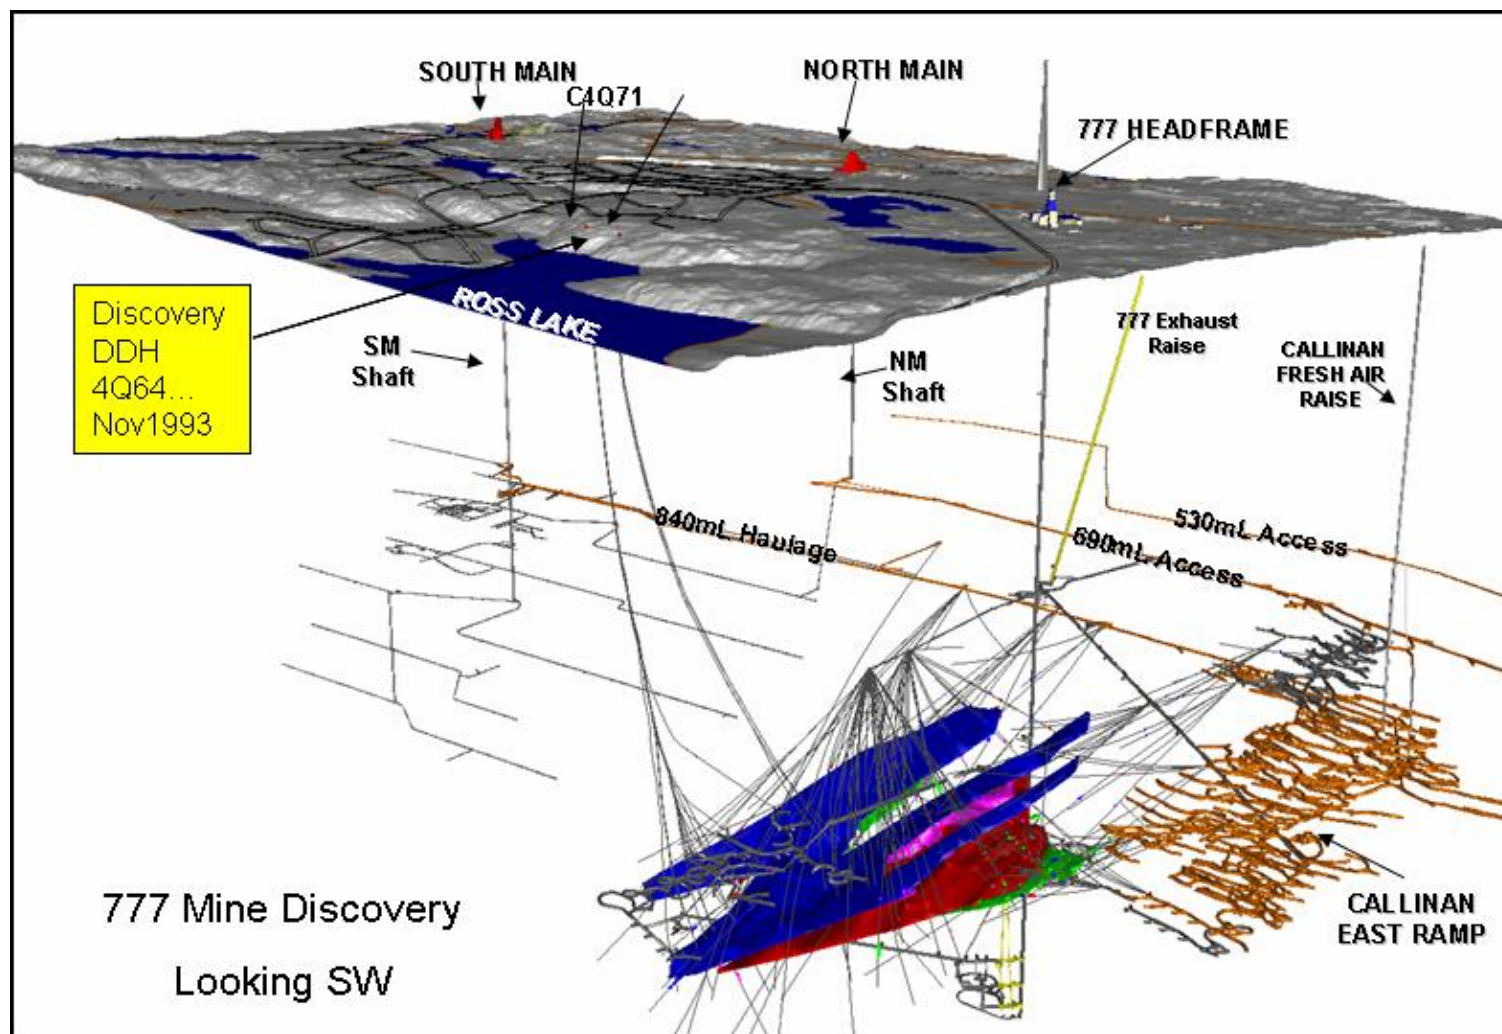 SOUTH MAIN
C4Q71
NORTH MAIN
777 HEADFRAME
Discovery
DDH
4Q64...
Nov1993
ROSS LAKE
SM
Shaft
NM
Shaft
777 Exhaust
Raise
CALLINAN
FRESH AIR
RAISE
840mL Haulage
690mL Access
530mL Access
777 Mine Discovery
Looking SW
CALLINAN
EAST RAMP